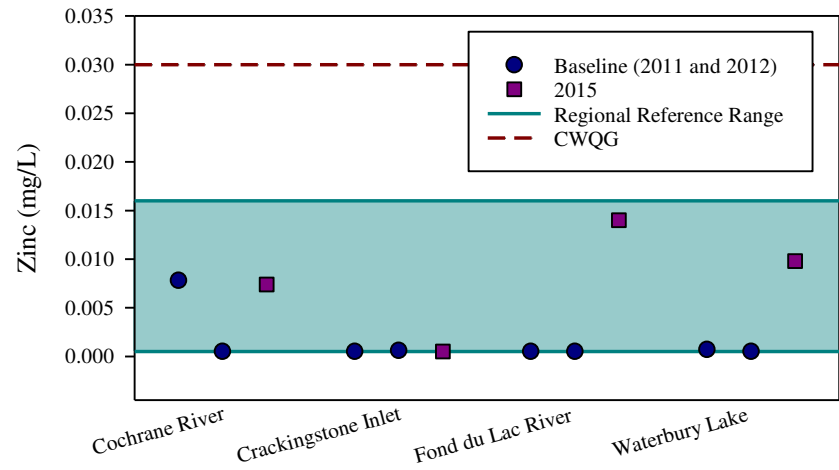 0.035
0.030
0.025
0.020
0.015
0.010
0.005
0.000
Zinc (mg/L)
Baseline (2011 and 2012)
2015
Regional Reference Range
CWQG
Cochrane River
Crackingstone Inlet
Fond du Lac River
Waterbury Lake